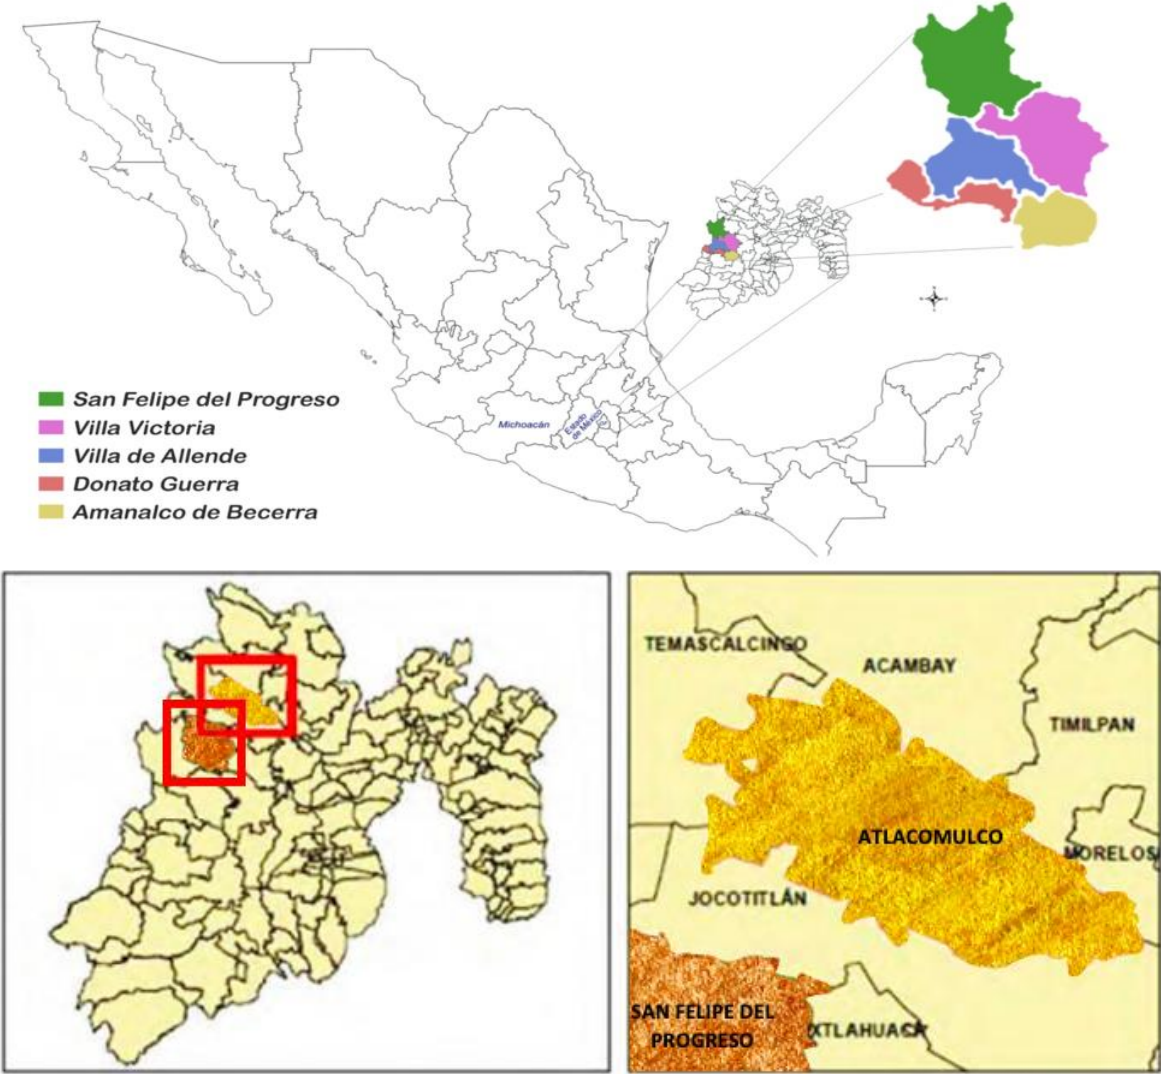 San Felipe del Progreso
Villa Victoria
Villa de Allende
Donato Guerra
Amanalco de Becerra
Michoacán
Estado
de México
TEMASCALCINGO
ACAMBAY
TIMILPAN
ATLACOMULCO
MORELOS
JOCOTITLÁN
SAN FELIPE DEL
PROGRESO
IXTLAHUACA